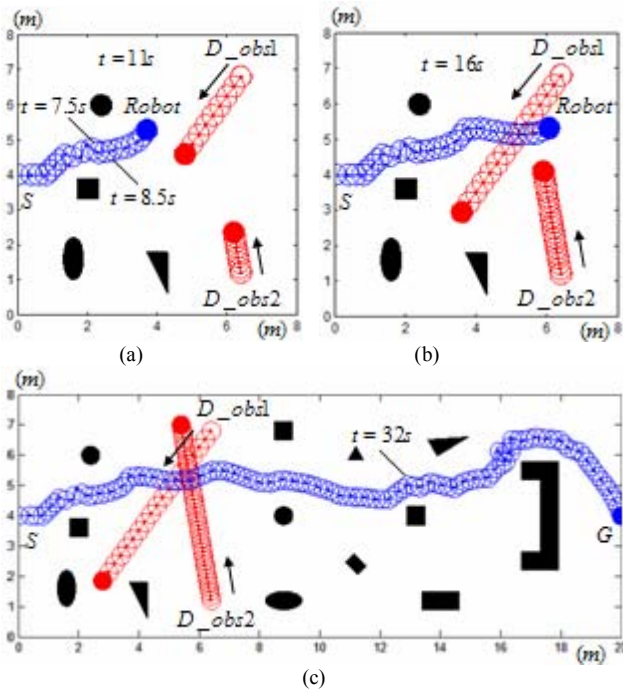 (m)
(m)
8
7
6
5
4
3
2
1
0
t = 11s
D_obs1
t = 7.5s
Robot
S
t = 8.5s
D_obs2
0 2 4 6 8
(m)
(a)
8
7
6
5
4
3
2
1
0
t = 16s
D_obs1
Robot
S
D_obs2
0 2 4 6 8
(m)
(b)
(m)
8
7
6
5
4
3
2
1
0
D_obs1
t = 32s
S
G
D_obs2
0 2 4 6 8 10 12 14 16 18 20
(m)
(c)